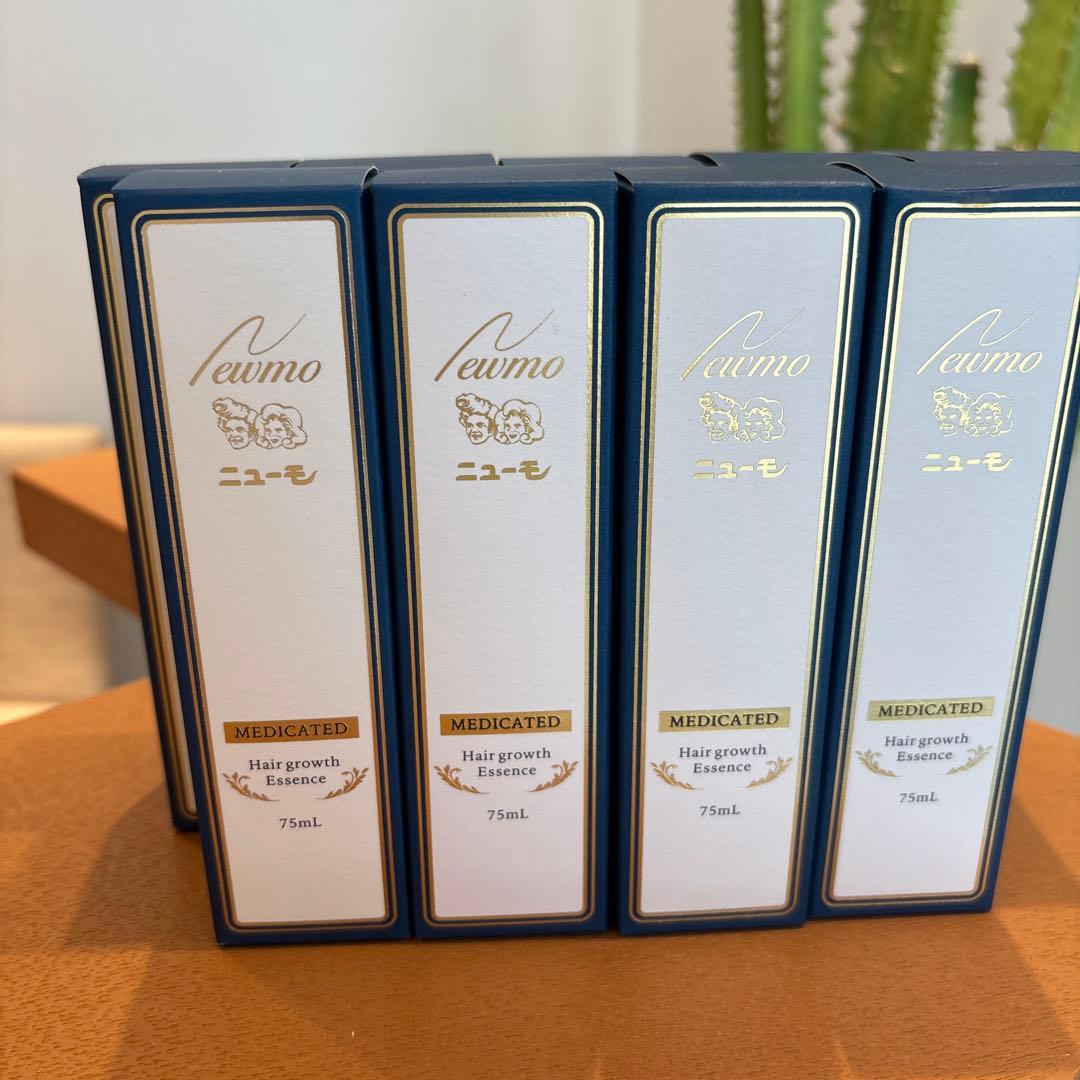 Newmo
ニューモ
MEDICATED
Hair growth
Essence
75mL
Newmo
ニューモ
MEDICATED
Hair growth
Essence
75mL
Newmo
ニューモ
MEDICATED
Hair growth
Essence
75mL
Newmo
ニューモ
MEDICATED
Hair growth
Essence
75mL